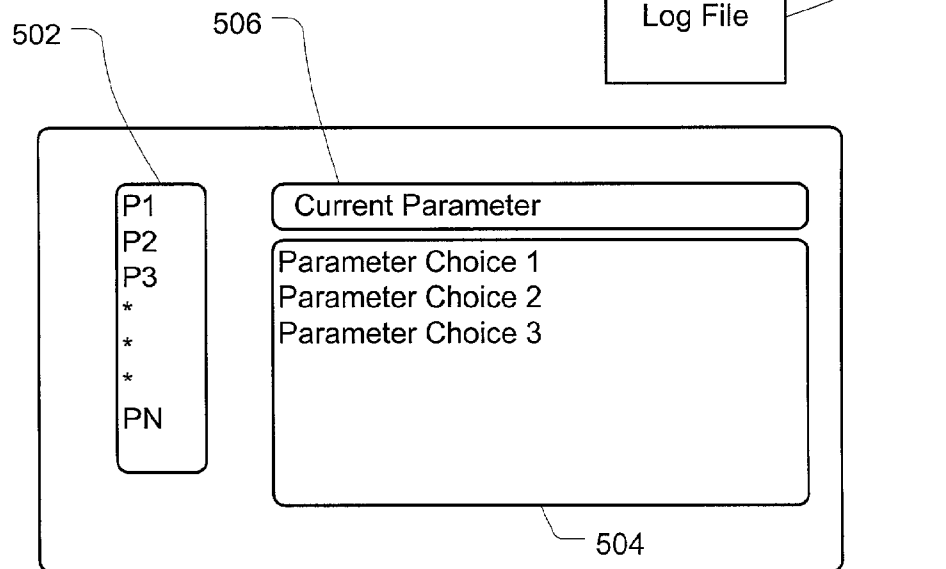 502
506
Log File
P1
P2
P3
*
*
*
PN
Current Parameter
Parameter Choice 1
Parameter Choice 2
Parameter Choice 3
504